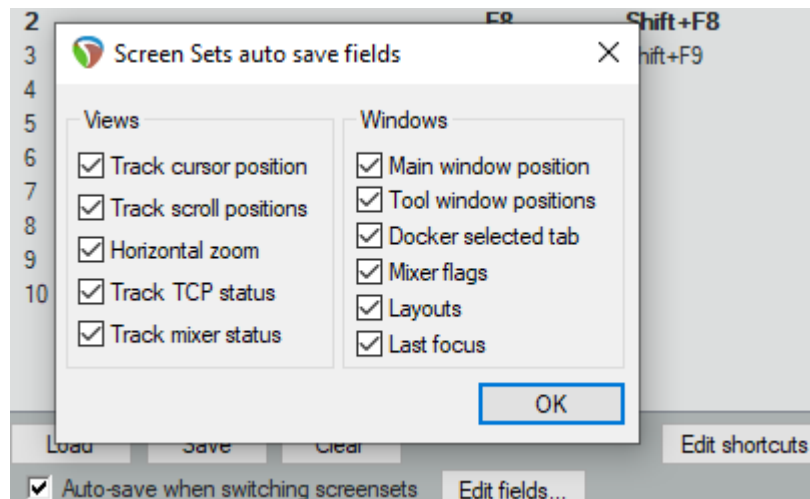 2 F8 Shift+F8
3 Screen Sets auto save fields hift+F9
4
5 Views Windows
6 Track cursor position Main window position
7 Track scroll positions Tool window positions
8 Horizontal zoom Docker selected tab
9 Track TCP status Mixer flags
10 Track mixer status Layouts
Last focus
OK
Load Save Clear Edit shortcuts
Auto-save when switching screensets Edit fields...